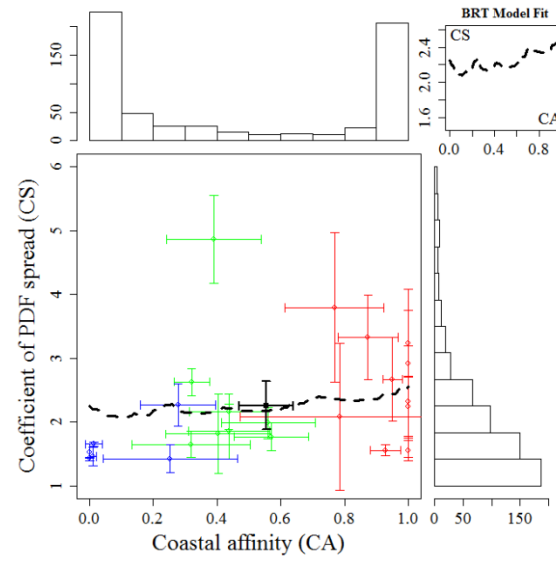 BRT Model Fit
CS
2.4
2.0
1.6
CA
0.0 0.4 0.8
150
50
0
6
5
4
3
2
1
Coefficient of PDF spread (CS)
0.0 0.2 0.4 0.6 0.8 1.0
Coastal affinity (CA)
0 50 150